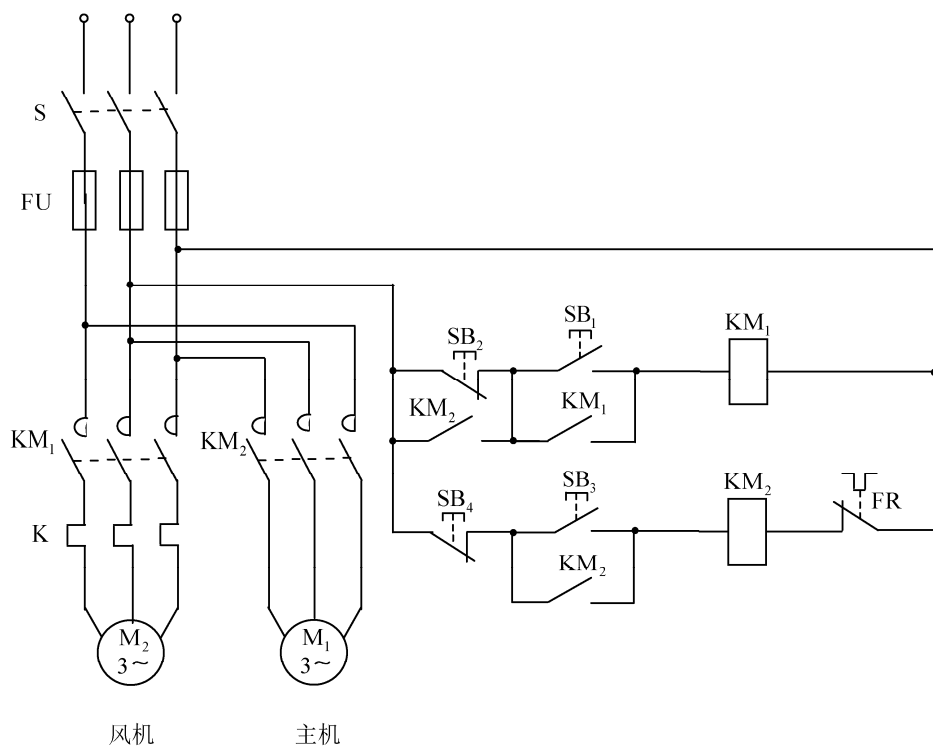 S
FU
SB₁
KM₁
SB₂
KM₂
KM₁
KM₁
KM₂
SB₃
KM₂
SB₄
FR
K
KM₂
M₂
3～
M₁
3～
风机
主机